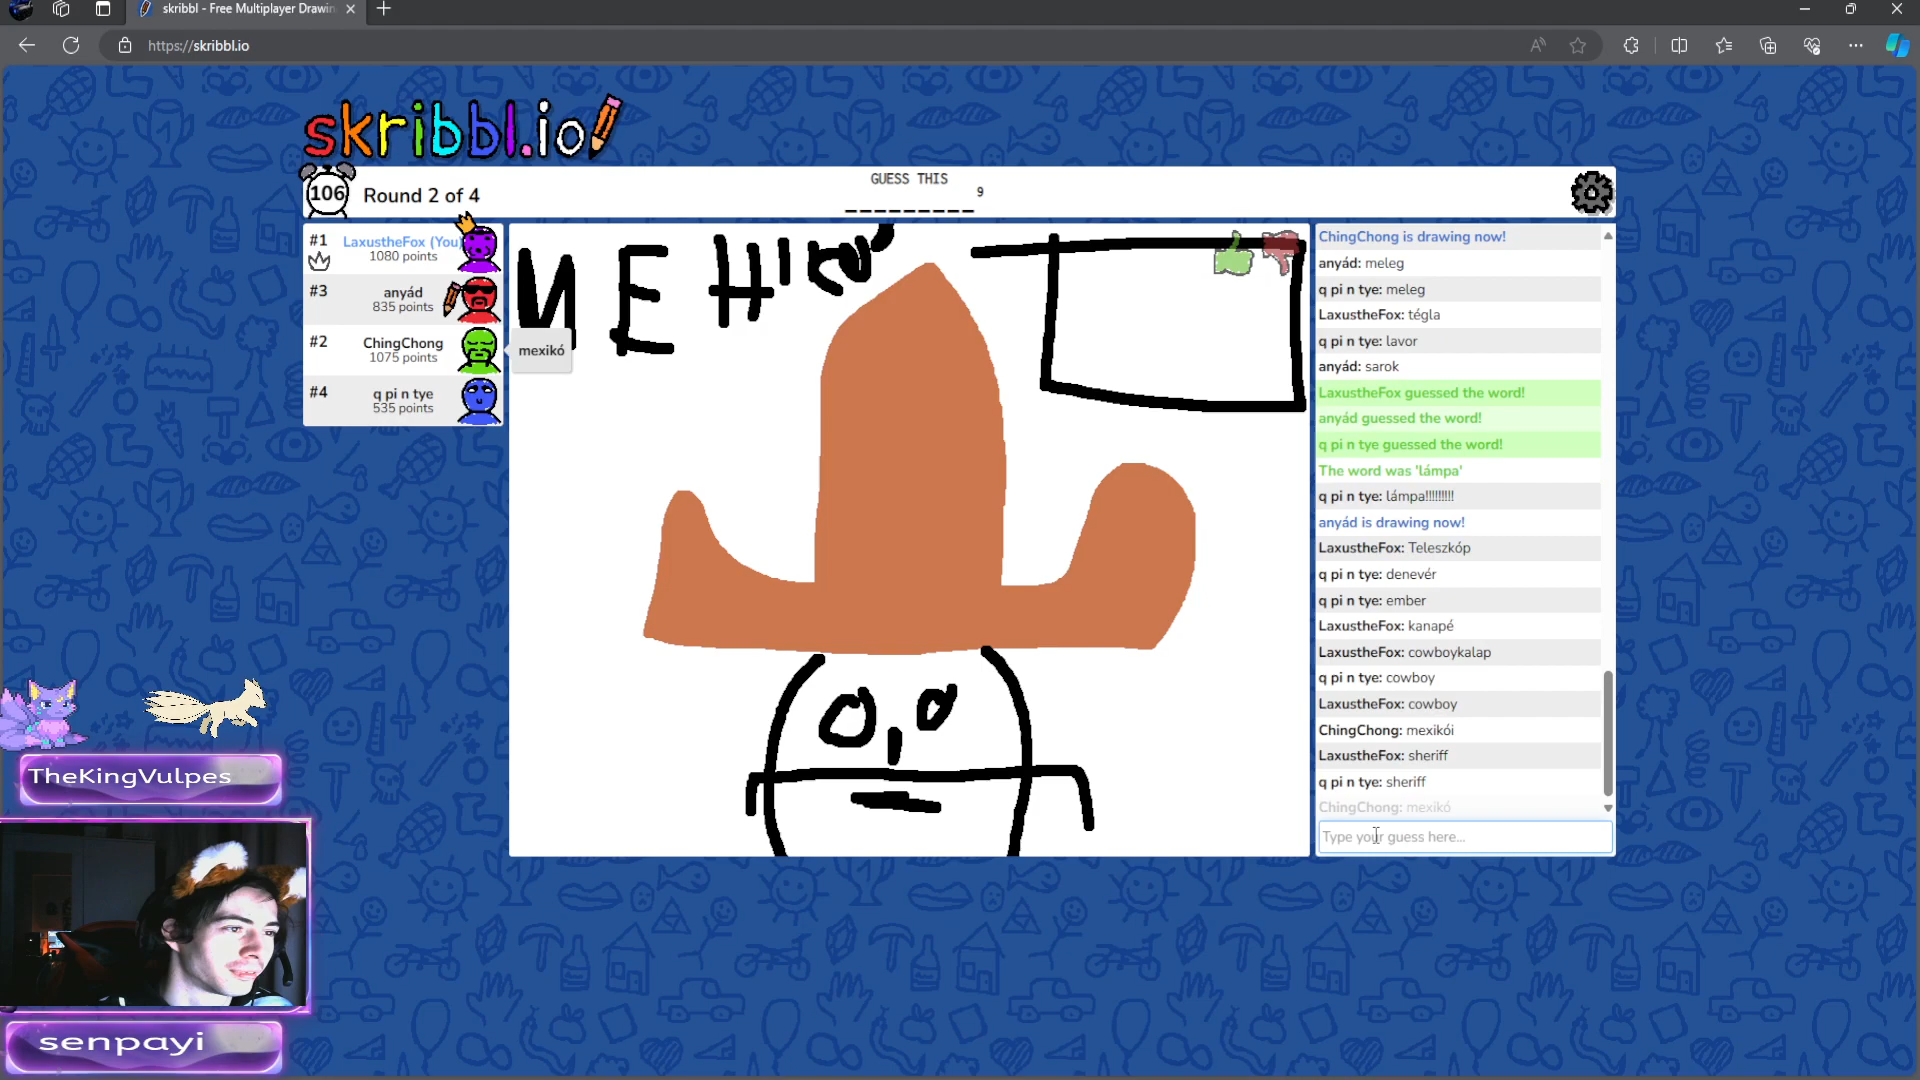 skribbl - Free Multiplayer Drawin
https://skribbl.io
skribbl.io
106
Round 2 of 4
GUESS THIS
_________ 9
#1
LaxustheFox (You)
1080 points
#3
anyád
835 points
#2
ChingChong
1075 points
#4
q pi n tye
535 points
mexikó
ChingChong is drawing now!
anyád: meleg
q pi n tye: meleg
LaxustheFox: tégla
q pi n tye: lavor
anyád: sarok
LaxustheFox guessed the word!
anyád guessed the word!
q pi n tye guessed the word!
The word was 'lámpa'
q pi n tye: lámpa!!!!!!!!!
anyád is drawing now!
LaxustheFox: Teleszkóp
q pi n tye: denevér
q pi n tye: ember
LaxustheFox: kanapé
LaxustheFox: cowboykalap
q pi n tye: cowboy
LaxustheFox: cowboy
ChingChong: mexikói
LaxustheFox: sheriff
q pi n tye: sheriff
ChingChong: mexikó
Type your guess here...
TheKingVulpes
senpayi